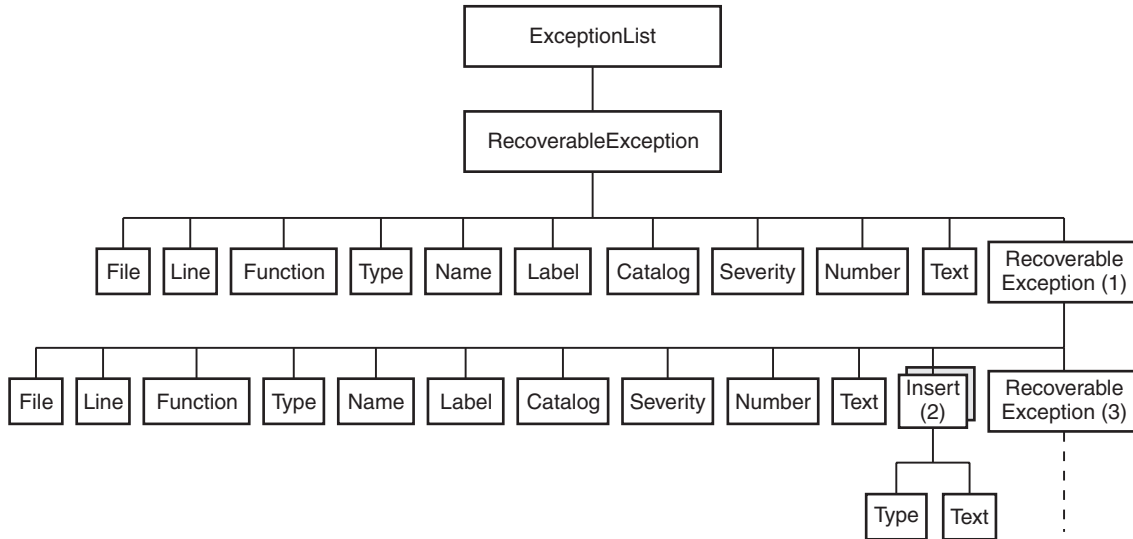 ExceptionList
RecoverableException
File
Line
Function
Type
Name
Label
Catalog
Severity
Number
Text
Recoverable
Exception (1)
File
Line
Function
Type
Name
Label
Catalog
Severity
Number
Text
Insert
(2)
Recoverable
Exception (3)
Type
Text